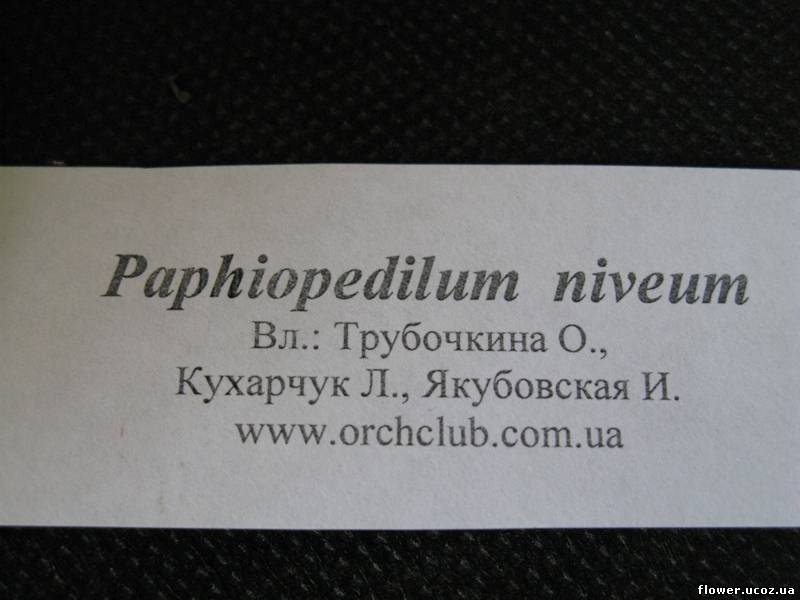 Paphiopedilum niveum
Вл.: Трубочкина О.,
Кухарчук Л., Якубовская И.
www.orchclub.com.ua
flower.ucoz.ua